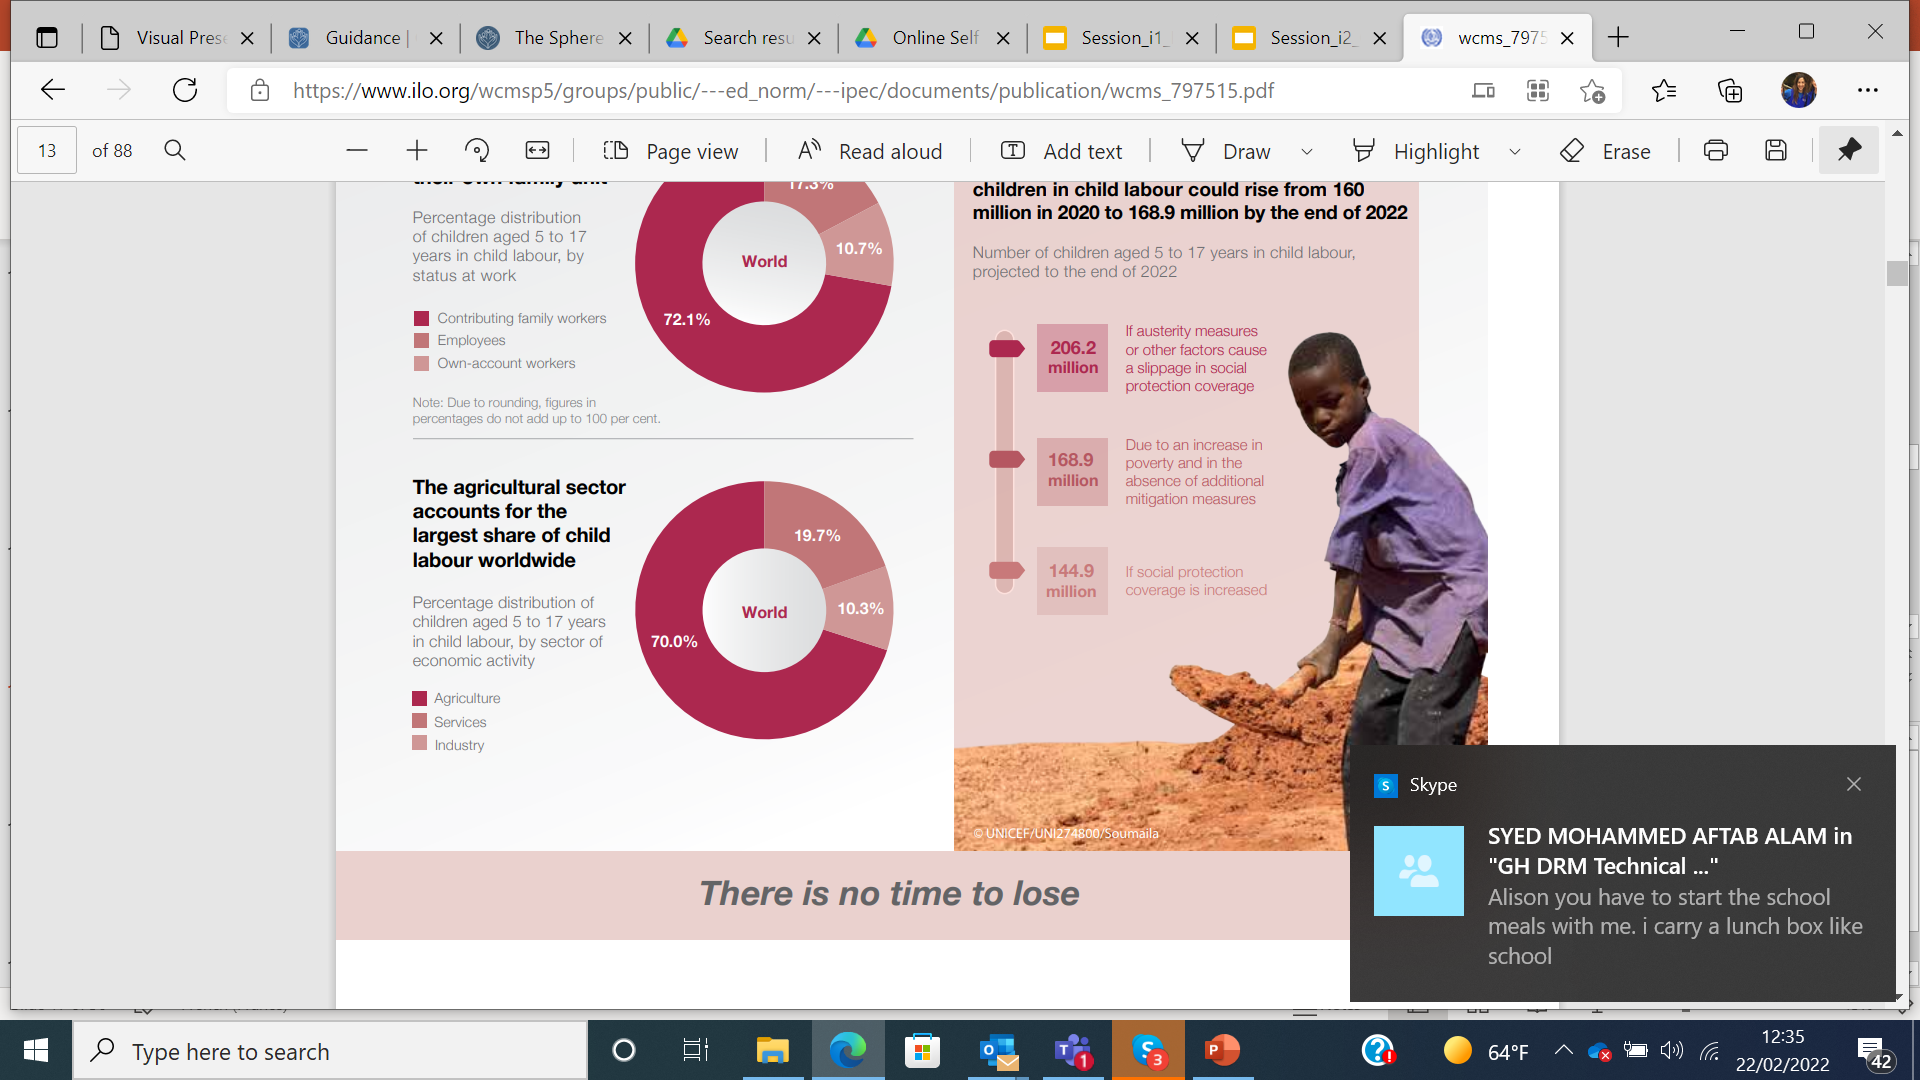 Visual Pres
Guidance |
The Sphere
Search resu
Online Self
Session_i1_
Session_i2_
wcms_7975
https://www.ilo.org/wcmsp5/groups/public/---ed_norm/---ipec/documents/publication/wcms_797515.pdf
13 of 88
Page view
Read aloud
Add text
Draw
Highlight
Erase
their own family unit
Percentage distribution
of children aged 5 to 17
years in child labour, by
status at work
Contributing family workers
Employees
Own-account workers
Note: Due to rounding, figures in
percentages do not add up to 100 per cent.
17.3%
10.7%
World
72.1%
The agricultural sector
accounts for the
largest share of child
labour worldwide
Percentage distribution of
children aged 5 to 17 years
in child labour, by sector of
economic activity
Agriculture
Services
Industry
19.7%
10.3%
World
70.0%
children in child labour could rise from 160
million in 2020 to 168.9 million by the end of 2022
Number of children aged 5 to 17 years in child labour,
projected to the end of 2022
206.2
million
If austerity measures
or other factors cause
a slippage in social
protection coverage
168.9
million
Due to an increase in
poverty and in the
absence of additional
mitigation measures
144.9
million
If social protection
coverage is increased
© UNICEF/UNI274800/Soumaila
There is no time to lose
Skype
SYED MOHAMMED AFTAB ALAM in
"GH DRM Technical ..."
Alison you have to start the school
meals with me. i carry a lunch box like
school
Type here to search
1
3
64°F
12:35
22/02/2022
42